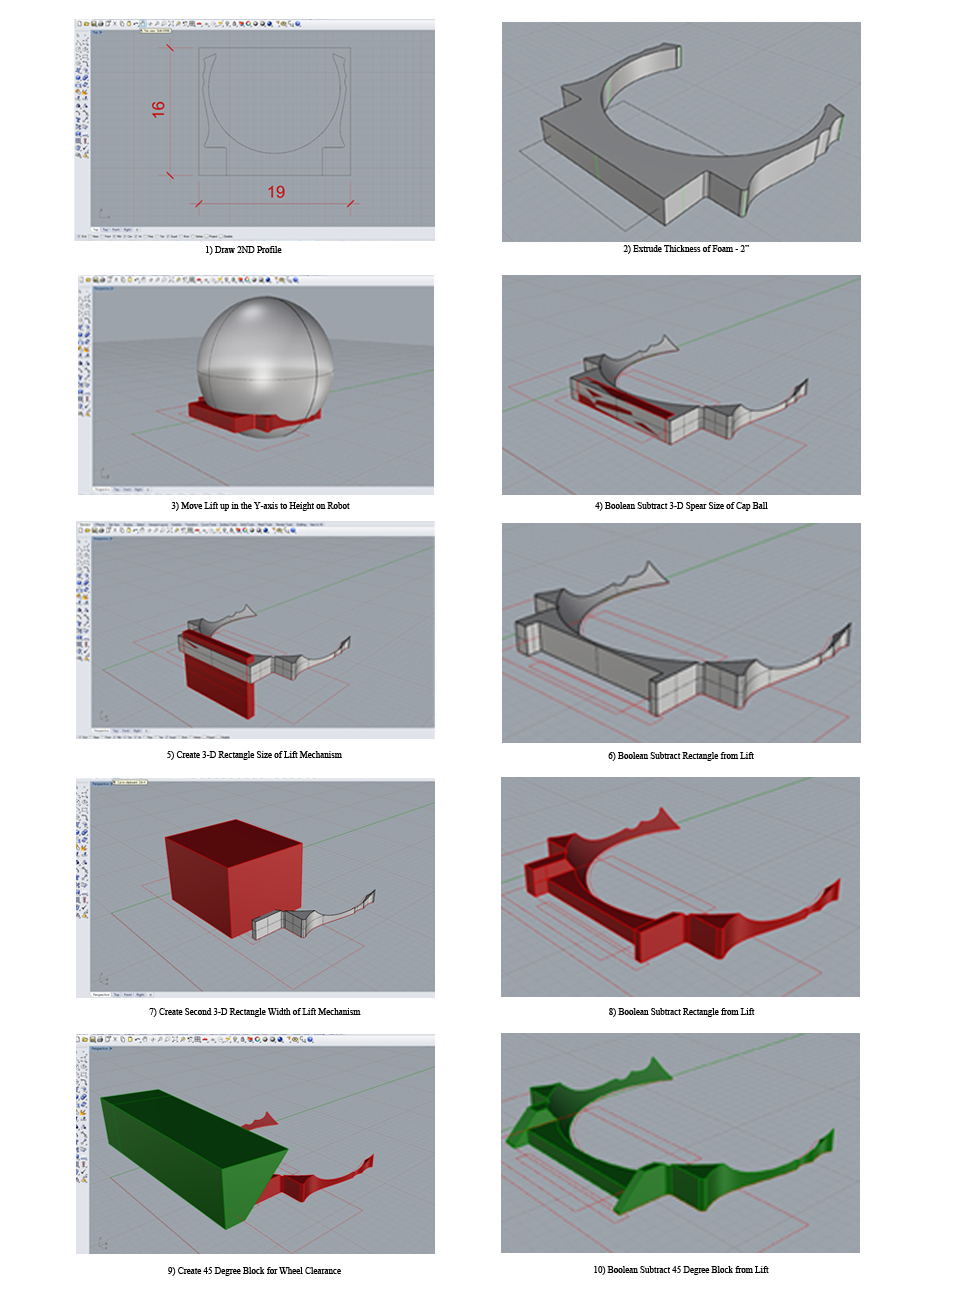 16
19
1) Draw 2ND Profile
2) Extrude Thickness of Foam - 2"
3) Move Lift up in the Y-axis to Height on Robot
4) Boolean Subtract 3-D Spear Size of Cap Ball
5) Create 3-D Rectangle Size of Lift Mechanism
6) Boolean Subtract Rectangle from Lift
7) Create Second 3-D Rectangle Width of Lift Mechanism
8) Boolean Subtract Rectangle from Lift
9) Create 45 Degree Block for Wheel Clearance
10) Boolean Subtract 45 Degree Block from Lift